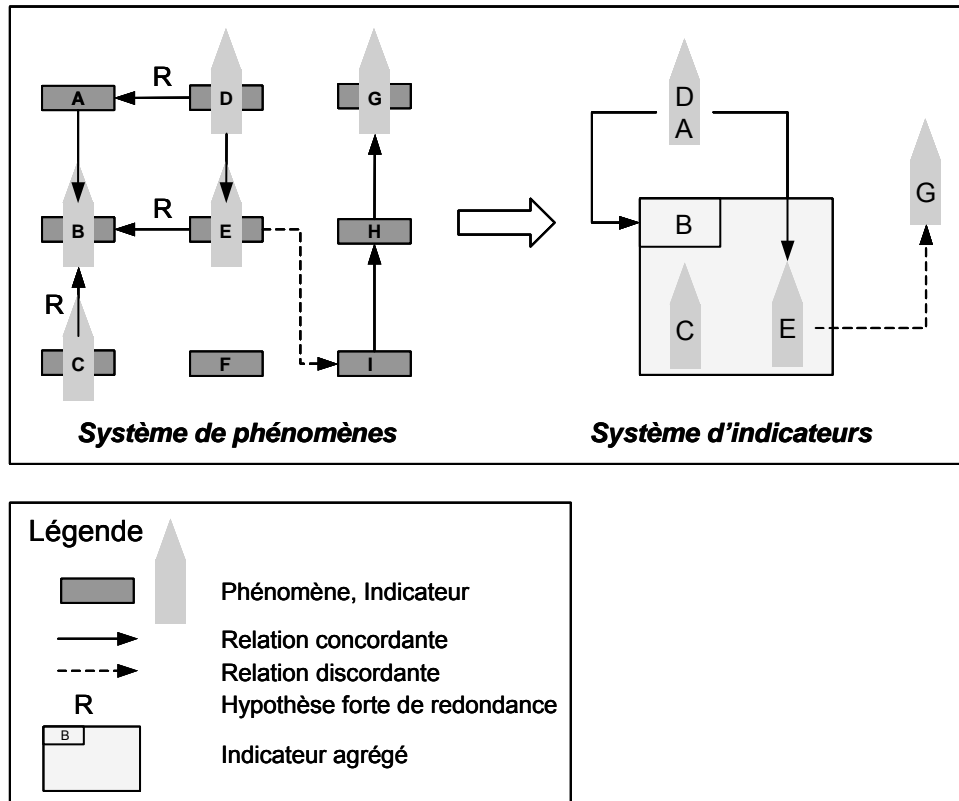 R
A
D
G
D
A
G
R
B
E
H
B
R
C
E
C
F
I
Système de phénomènes
Système d'indicateurs
Légende
Phénomène, Indicateur
Relation concordante
Relation discordante
R
Hypothèse forte de redondance
B
Indicateur agrégé